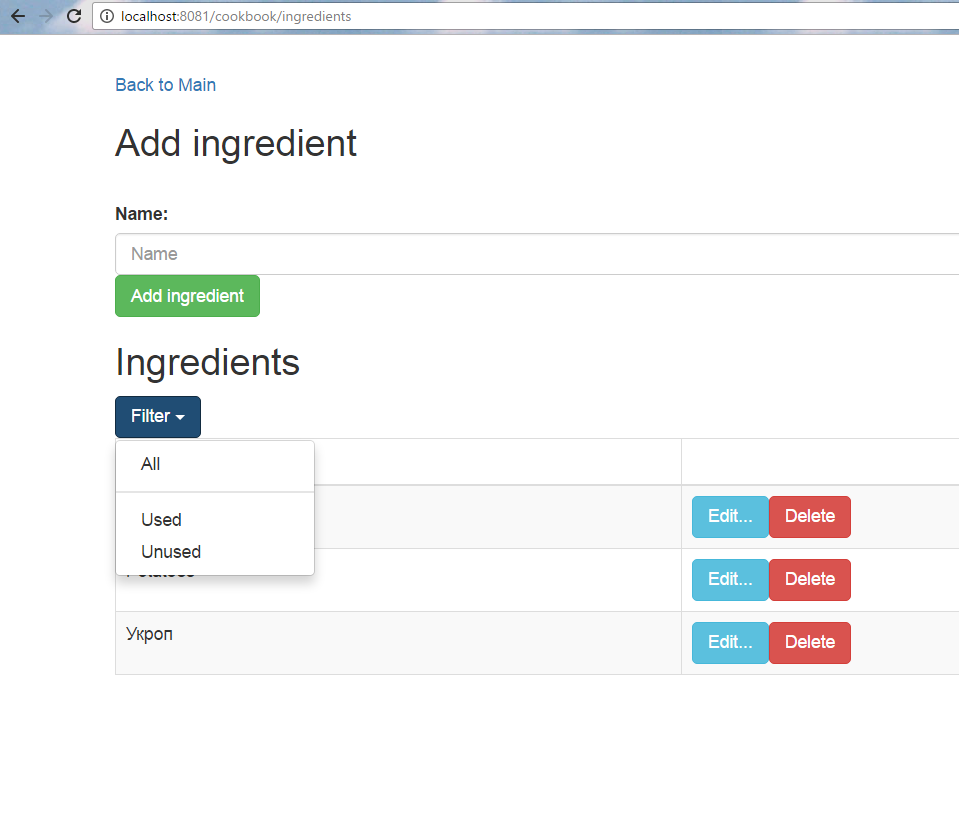 localhost:8081/cookbook/ingredients
Back to Main
Add ingredient
Name:
Name
Add ingredient
Ingredients
Filter
All
Used
Unused
Edit... Delete
Edit... Delete
Укроп
Edit... Delete